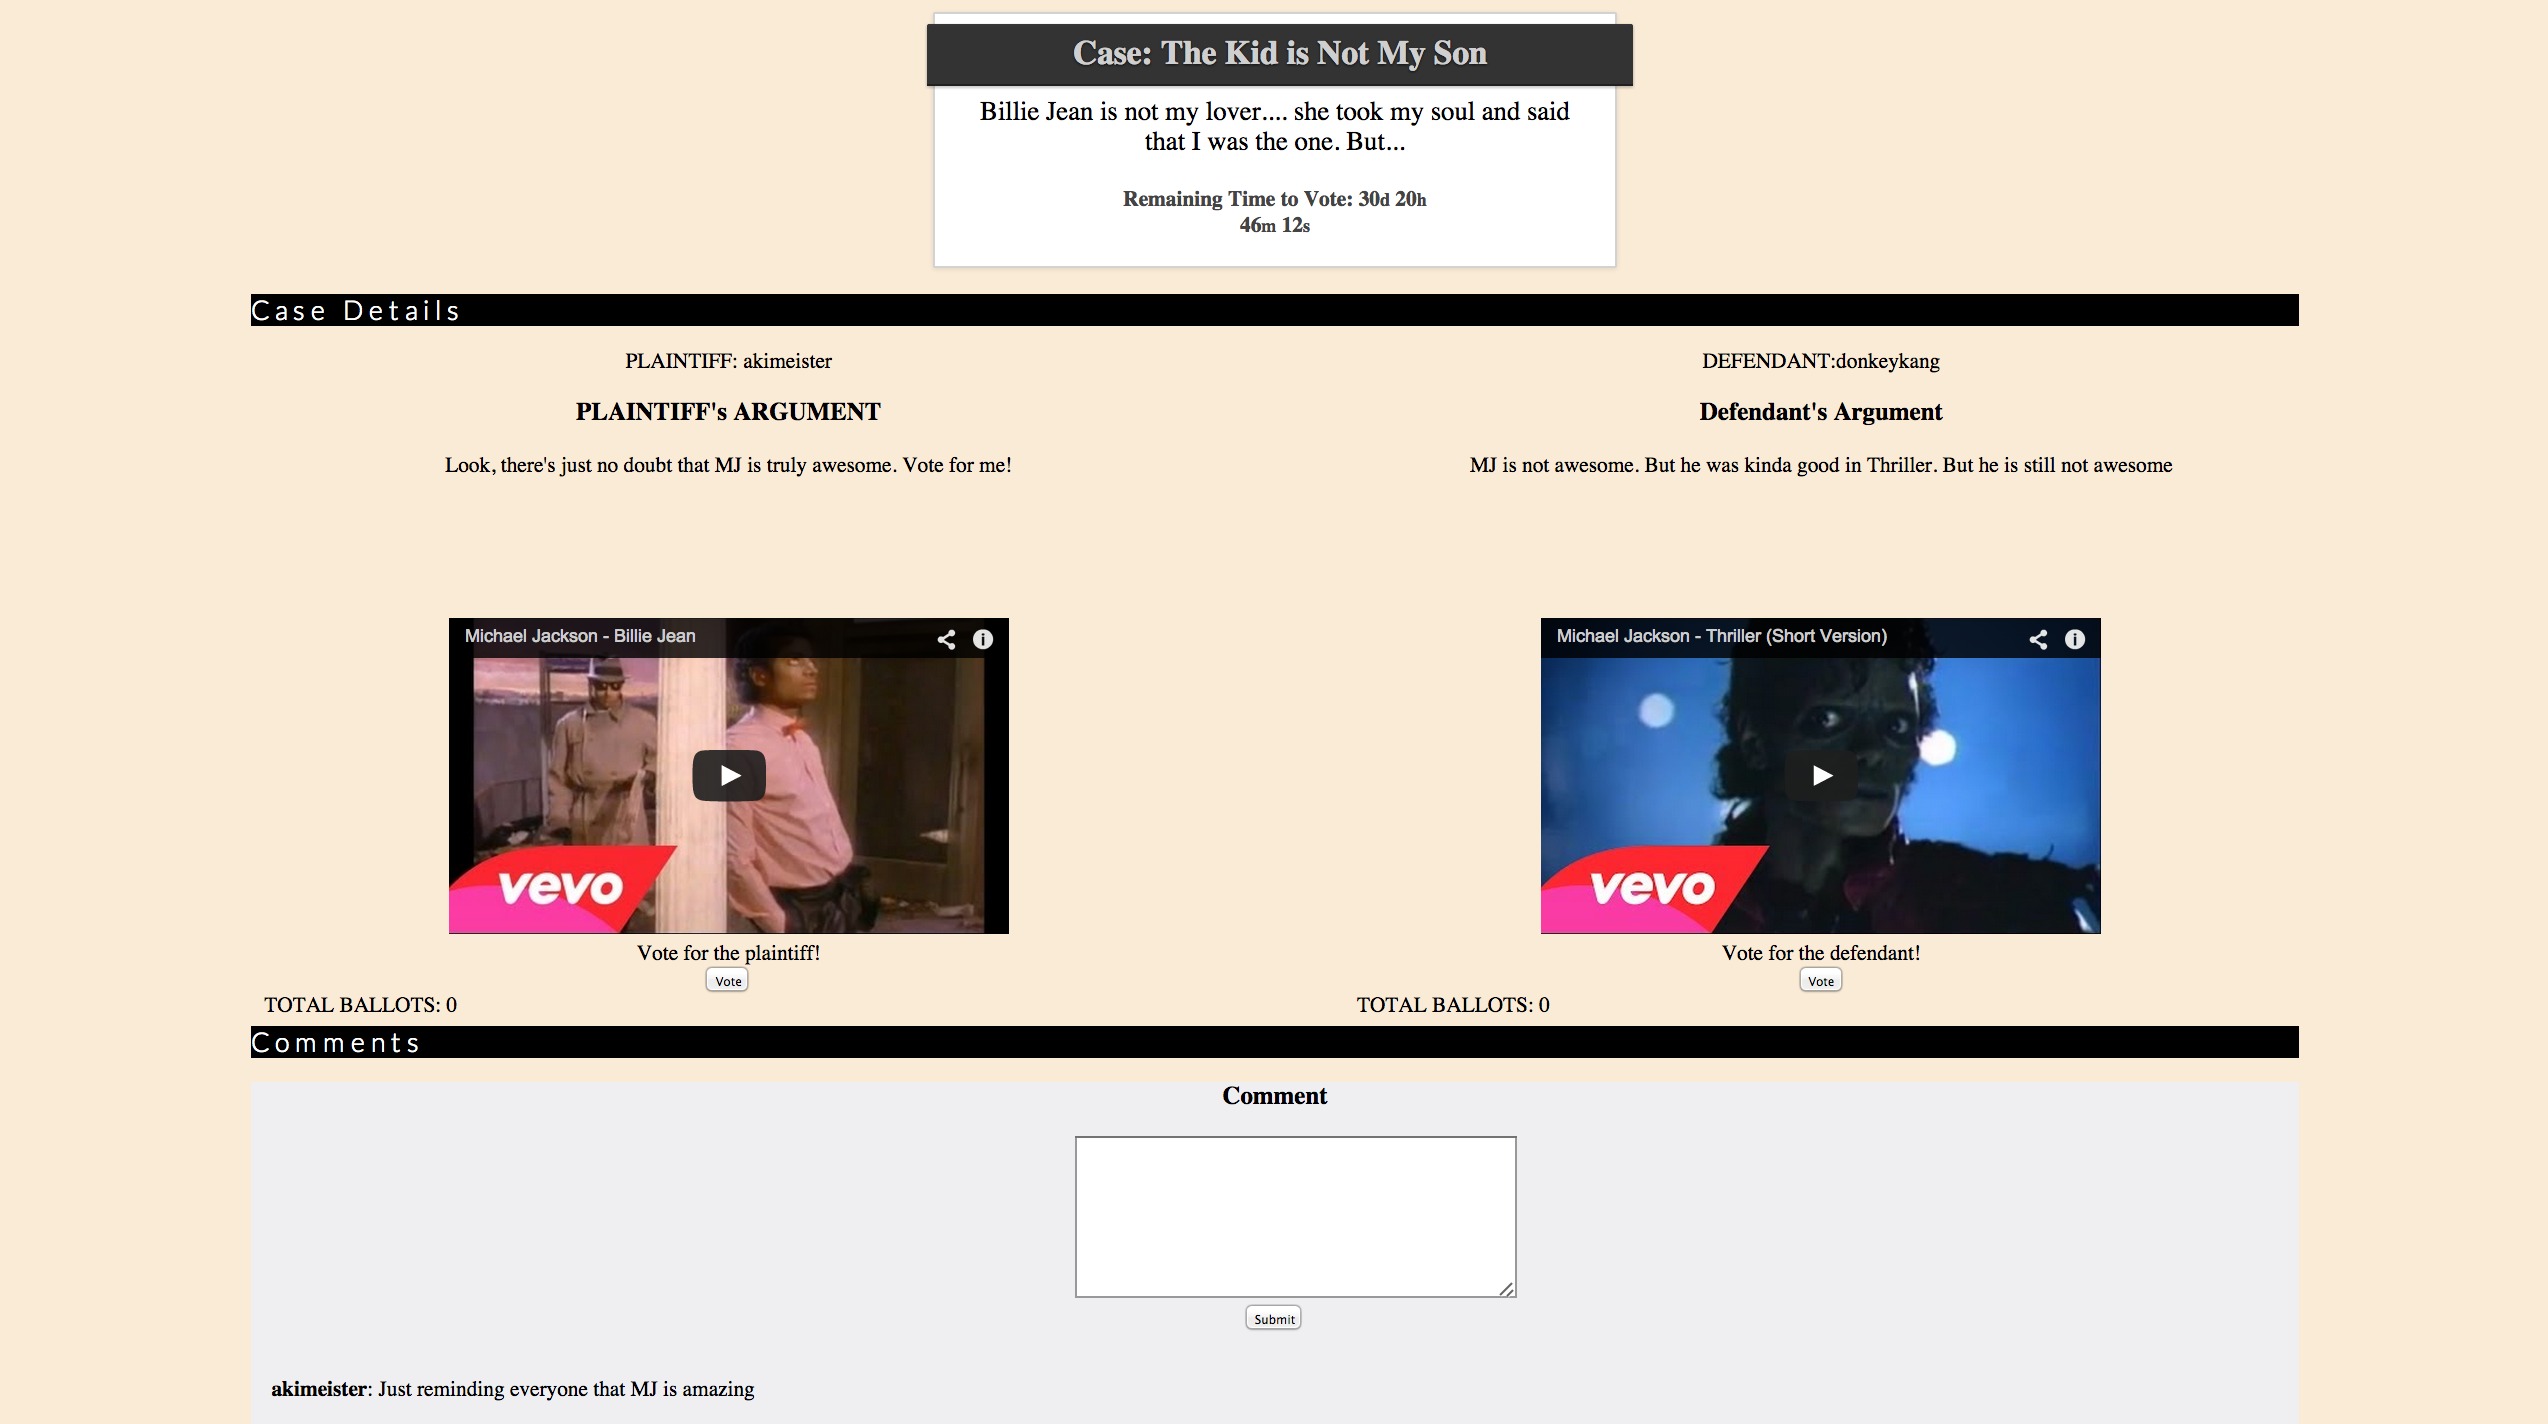 Case: The Kid is Not My Son
Billie Jean is not my lover.... she took my soul and said
that I was the one. But...
Remaining Time to Vote: 30d 20h
46m 12s
Case Details
PLAINTIFF: akimeister
PLAINTIFF's ARGUMENT
Look, there's just no doubt that MJ is truly awesome. Vote for me!
Michael Jackson - Billie Jean
vevo
Vote for the plaintiff!
Vote
TOTAL BALLOTS: 0
DEFENDANT:donkeykang
Defendant's Argument
MJ is not awesome. But he was kinda good in Thriller. But he is still not awesome
Michael Jackson - Thriller (Short Version)
vevo
Vote for the defendant!
Vote
TOTAL BALLOTS: 0
Comments
Comment
Submit
akimeister: Just reminding everyone that MJ is amazing